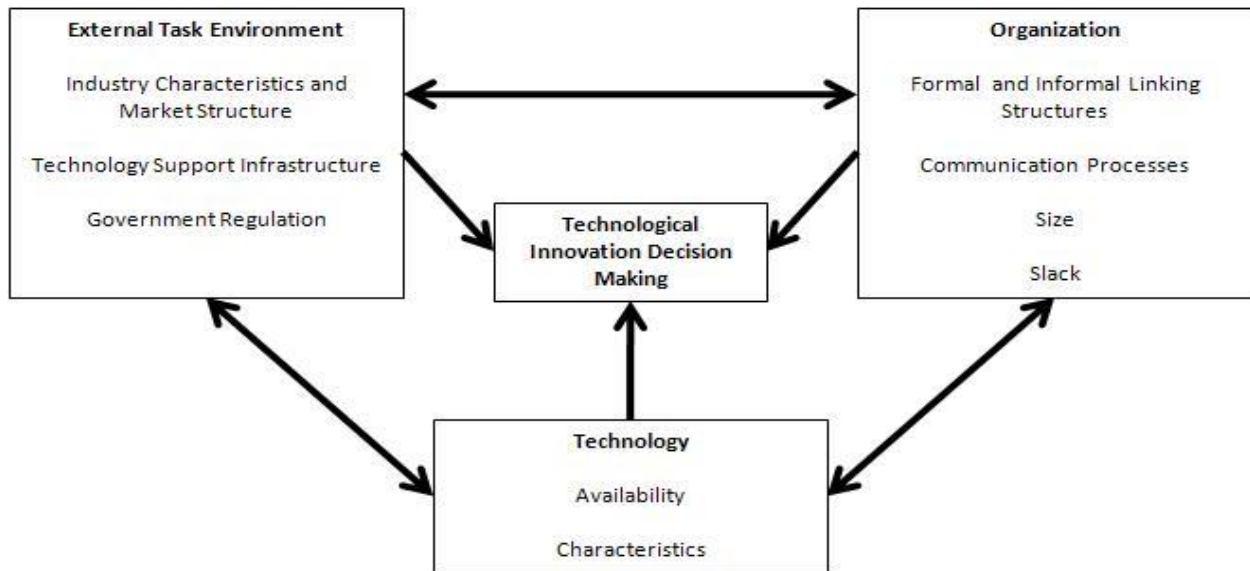 External Task Environment
Industry Characteristics and
Market Structure
Technology Support Infrastructure
Government Regulation
Organization
Formal and Informal Linking
Structures
Communication Processes
Size
Slack
Technological
Innovation Decision
Making
Technology
Availability
Characteristics